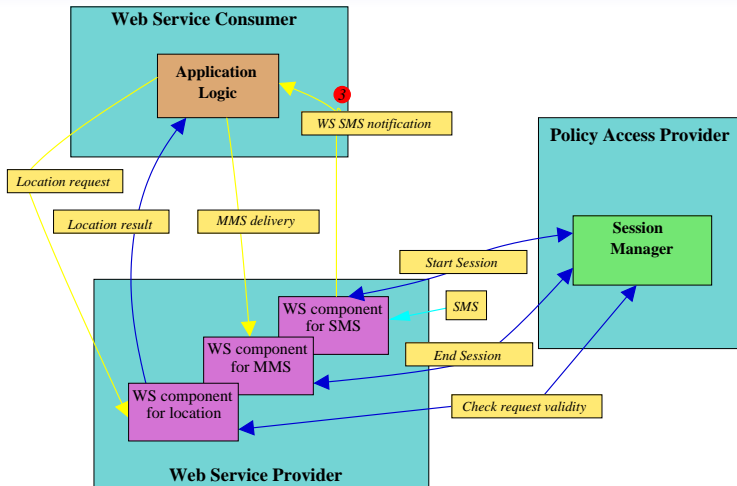 Web Service Consumer
Application
Logic
3
WS SMS notification
Policy Access Provider
Location request
Location result
MMS delivery
Session
Manager
Start Session
SMS
WS component
for SMS
WS component
for MMS
End Session
WS component
for location
Check request validity
Web Service Provider